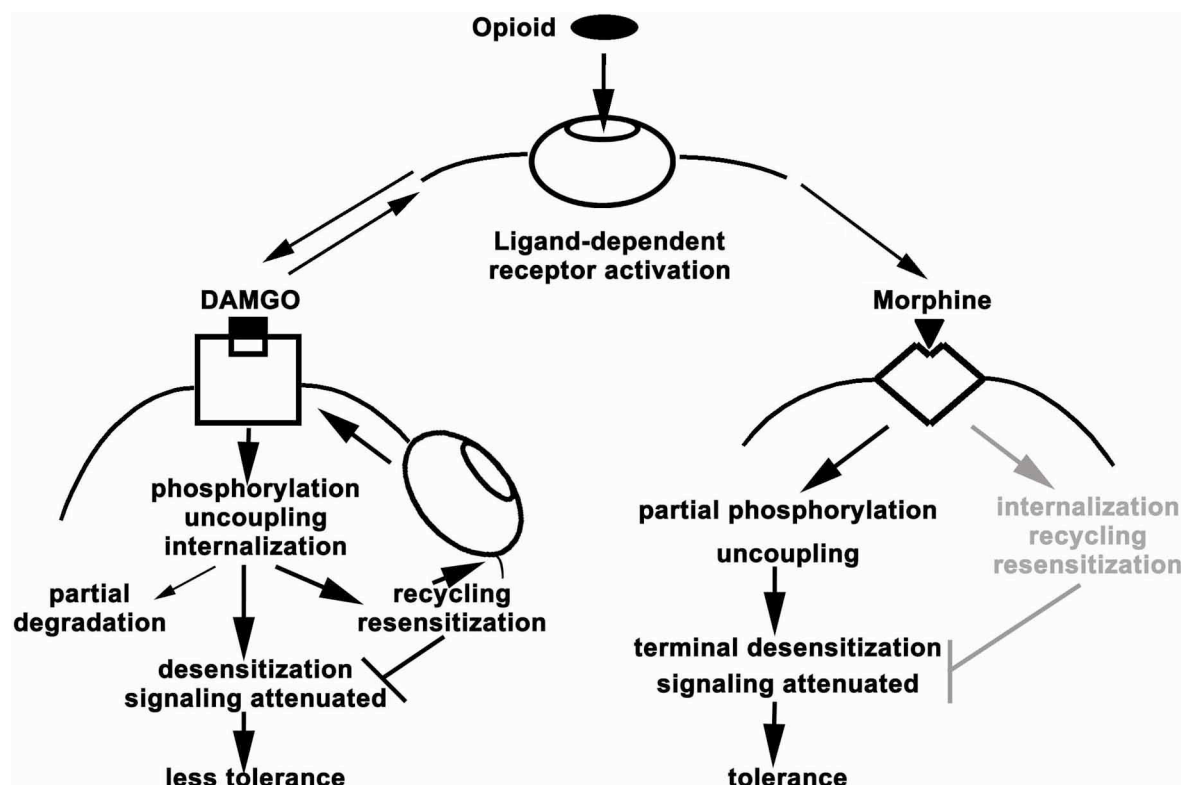 Opioid
Ligand-dependent
receptor activation
DAMGO
Morphine
phosphorylation
uncoupling
internalization
partial
degradation
recycling
resensitization
desensitization
signaling attenuated
less tolerance
partial phosphorylation
uncoupling
internalization
recycling
resensitization
terminal desensitization
signaling attenuated
tolerance